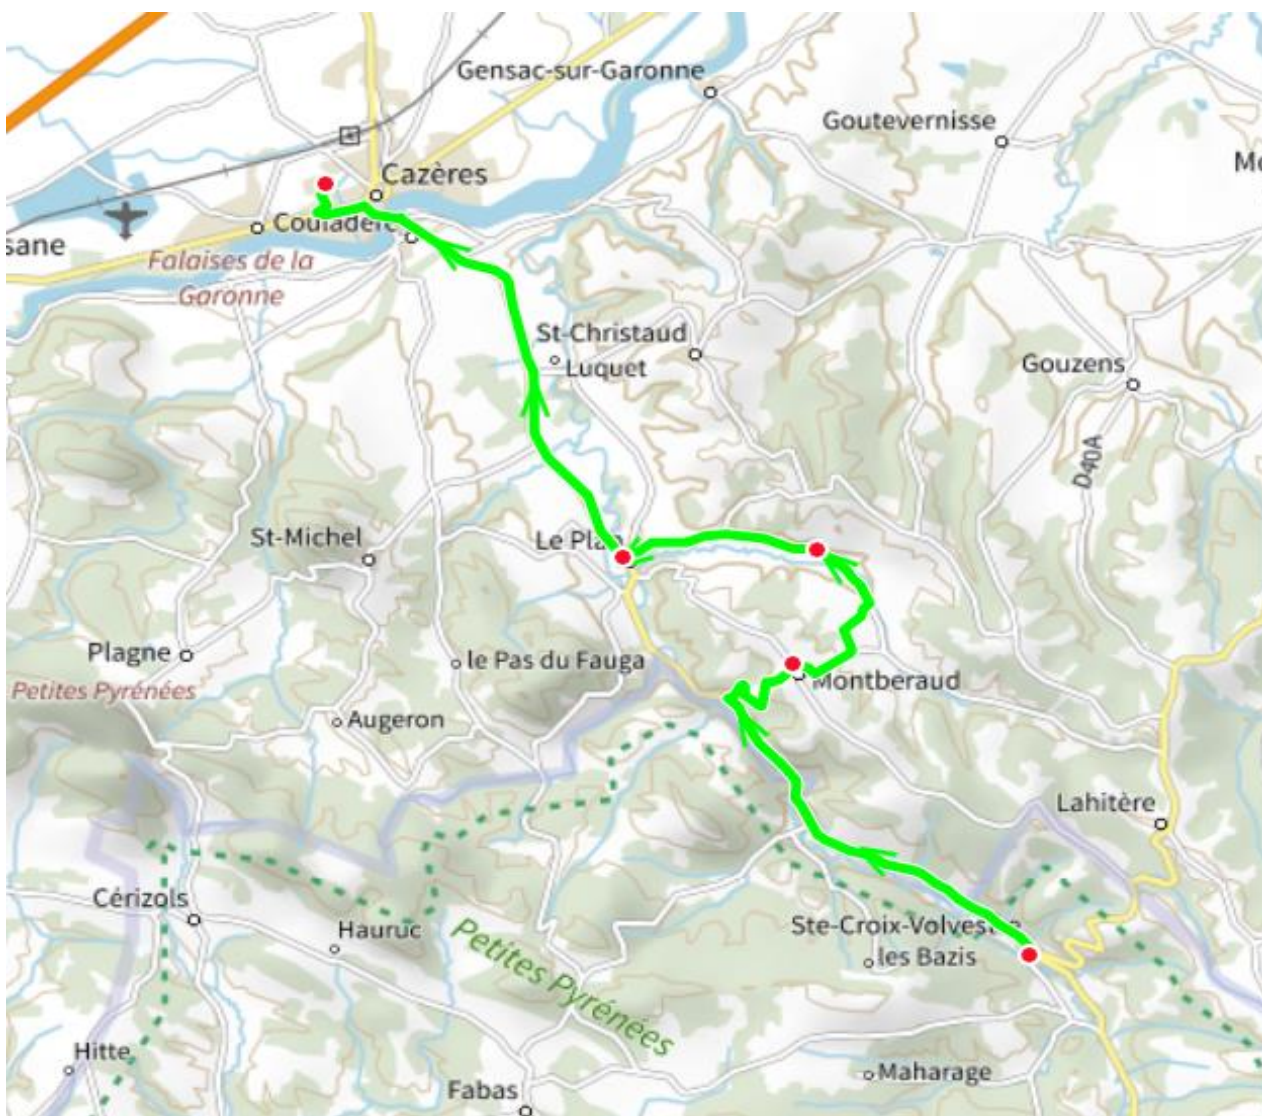 Gensac-sur-Garonne
Goutevernisse
Cazères
Couladère
sane
Falaises de la
Garonne
St-Christaud
Luquet
Gouzens
D40A
St-Michel
Le Plan
Plagne
le Pas du Fauga
Montberaud
Petites Pyrénées
Augeron
Lahitère
Cérizols
Ste-Croix-Volvestre
Hauruc
les Bazis
Petites Pyrénées
Hitte
Maharage
Fabas